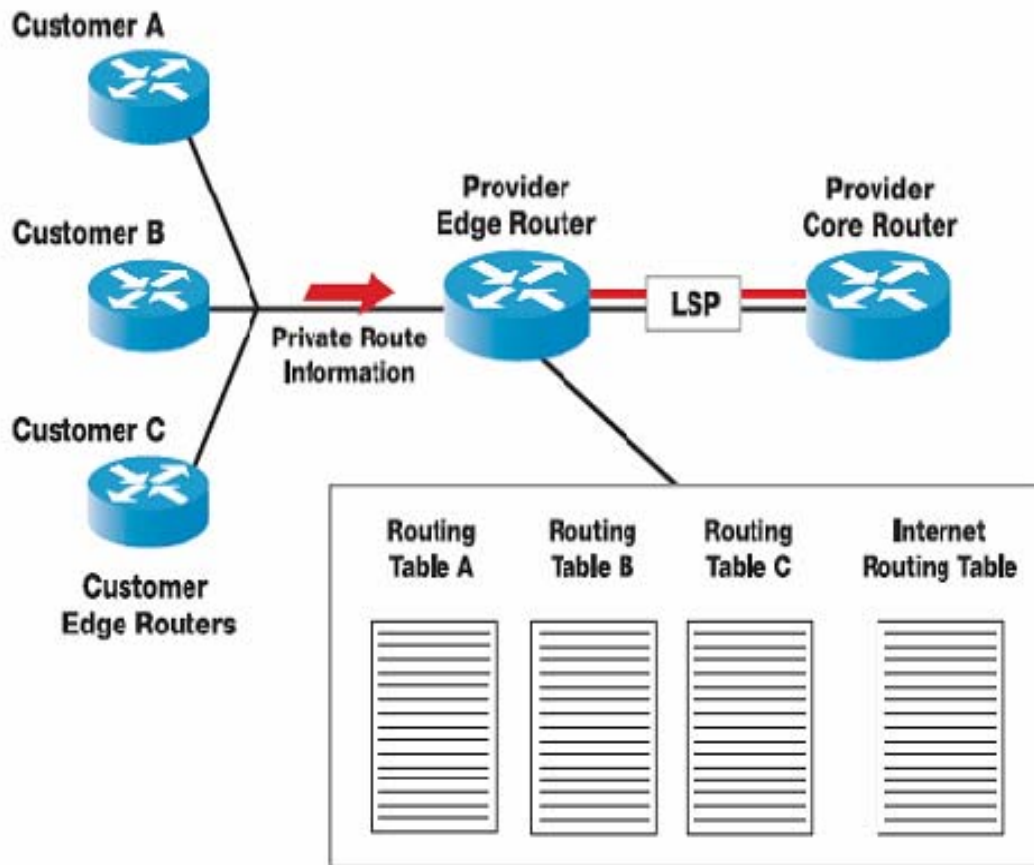 Customer A
Customer B
Customer C
Customer
Edge Routers
Private Route
Information
Provider
Edge Router
LSP
Provider
Core Router
Routing
Table A
Routing
Table B
Routing
Table C
Internet
Routing Table